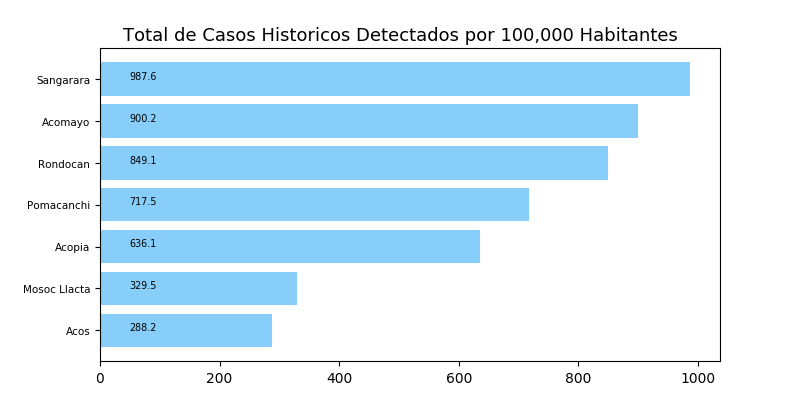 Total de Casos Historicos Detectados por 100,000 Habitantes
Sangarara 987.6
Acomayo 900.2
Rondocan 849.1
Pomacanchi 717.5
Acopia 636.1
Mosoc Llacta 329.5
Acos 288.2
0 200 400 600 800 1000